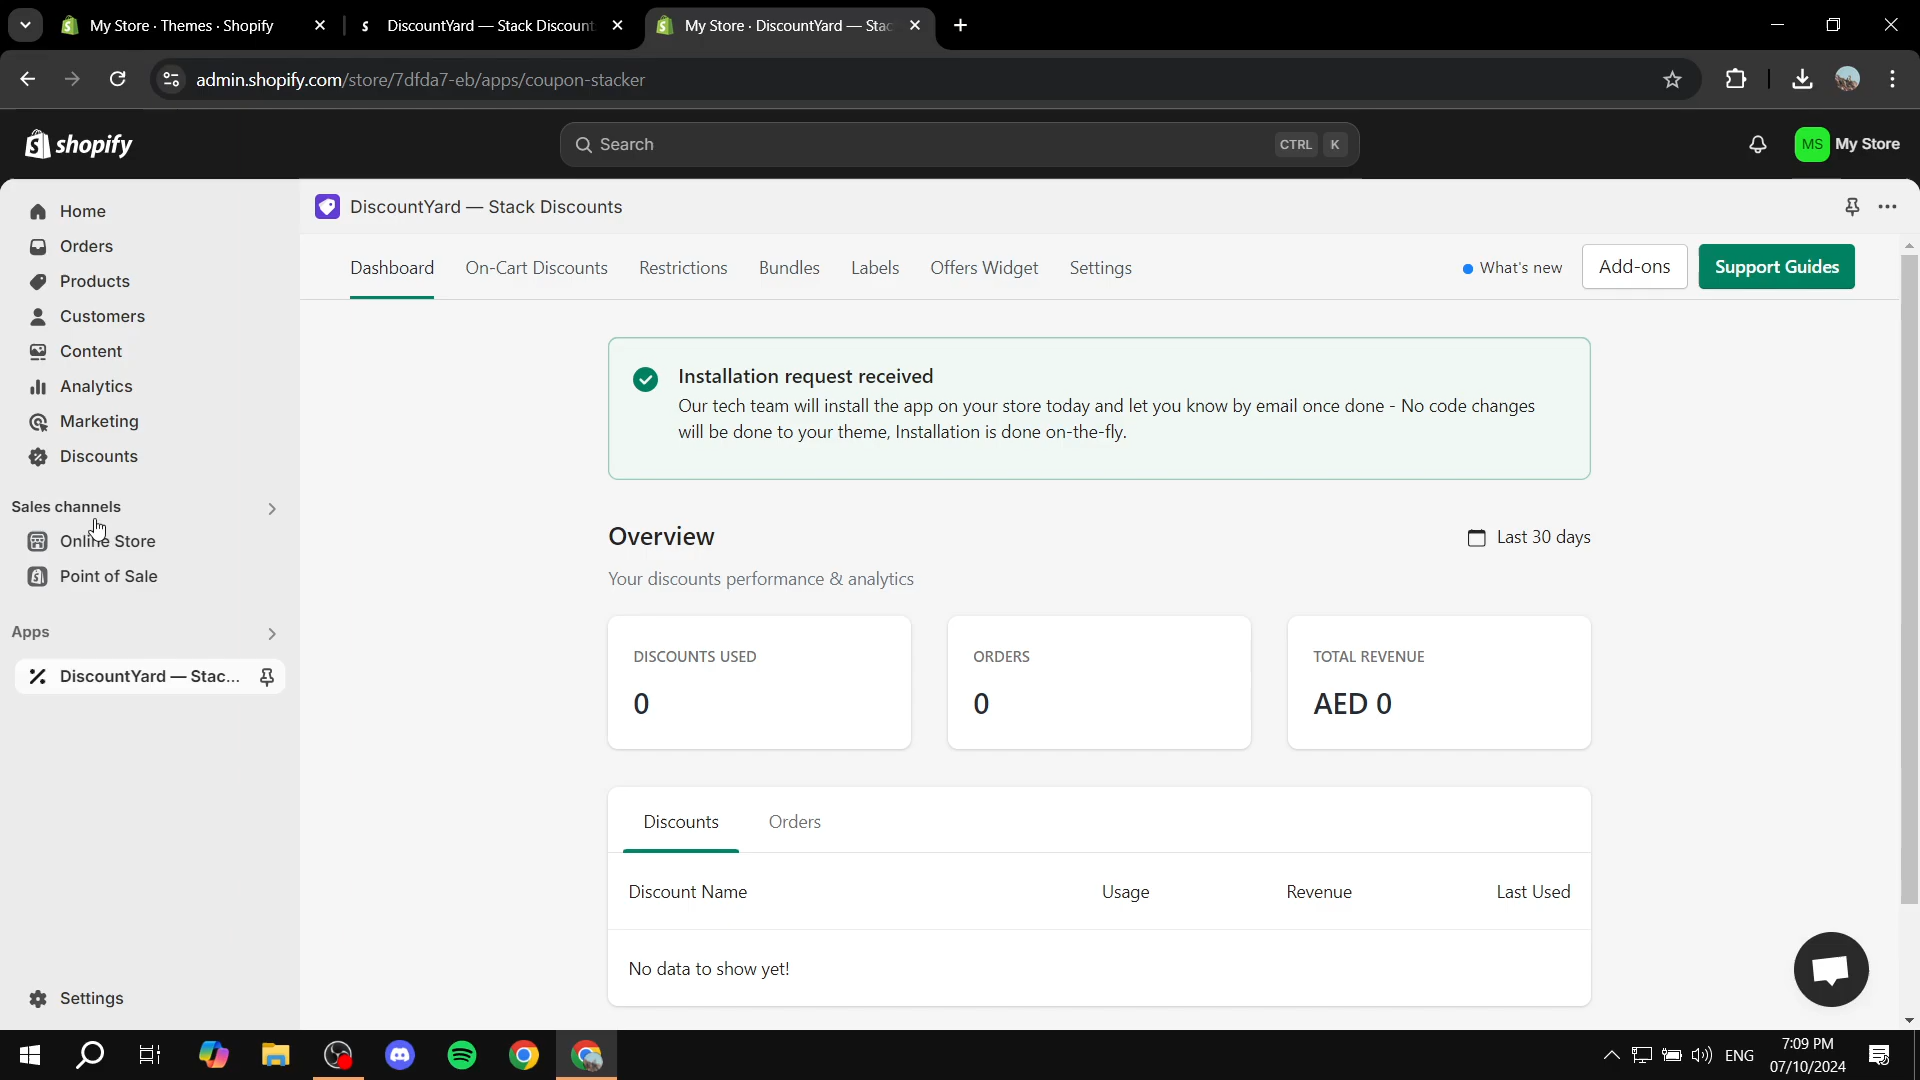 My Store · Themes · Shopify
DiscountYard — Stack Discount
My Store · DiscountYard — Stac
admin.shopify.com/store/7dfda7-eb/apps/coupon-stacker
shopify
Search
CTRL K
MS My Store
Home
Orders
Products
Customers
Content
Analytics
Marketing
Discounts
Sales channels
Online Store
Point of Sale
Apps
DiscountYard — Stac...
Settings
DiscountYard — Stack Discounts
Dashboard On-Cart Discounts Restrictions Bundles Labels Offers Widget Settings
What's new Add-ons Support Guides
Installation request received
Our tech team will install the app on your store today and let you know by email once done - No code changes
will be done to your theme, Installation is done on-the-fly.
Overview
Last 30 days
Your discounts performance & analytics
DISCOUNTS USED
0
ORDERS
0
TOTAL REVENUE
AED 0
Discounts Orders
Discount Name Usage Revenue Last Used
No data to show yet!
ENG
7:09 PM
07/10/2024